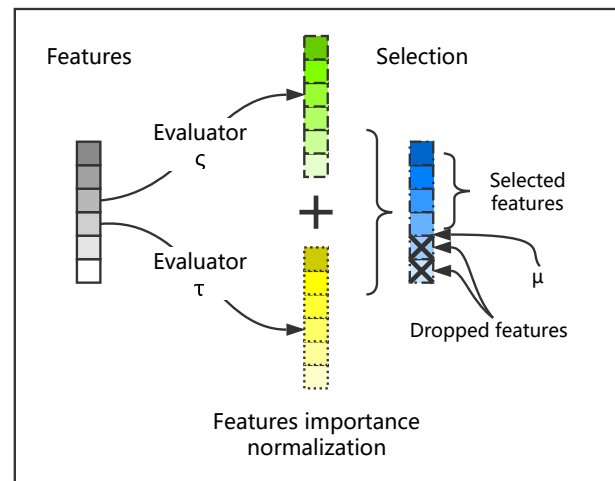 Features
Selection
Evaluator
ς
+
Selected
features
Evaluator
τ
μ
Dropped features
Features importance
normalization